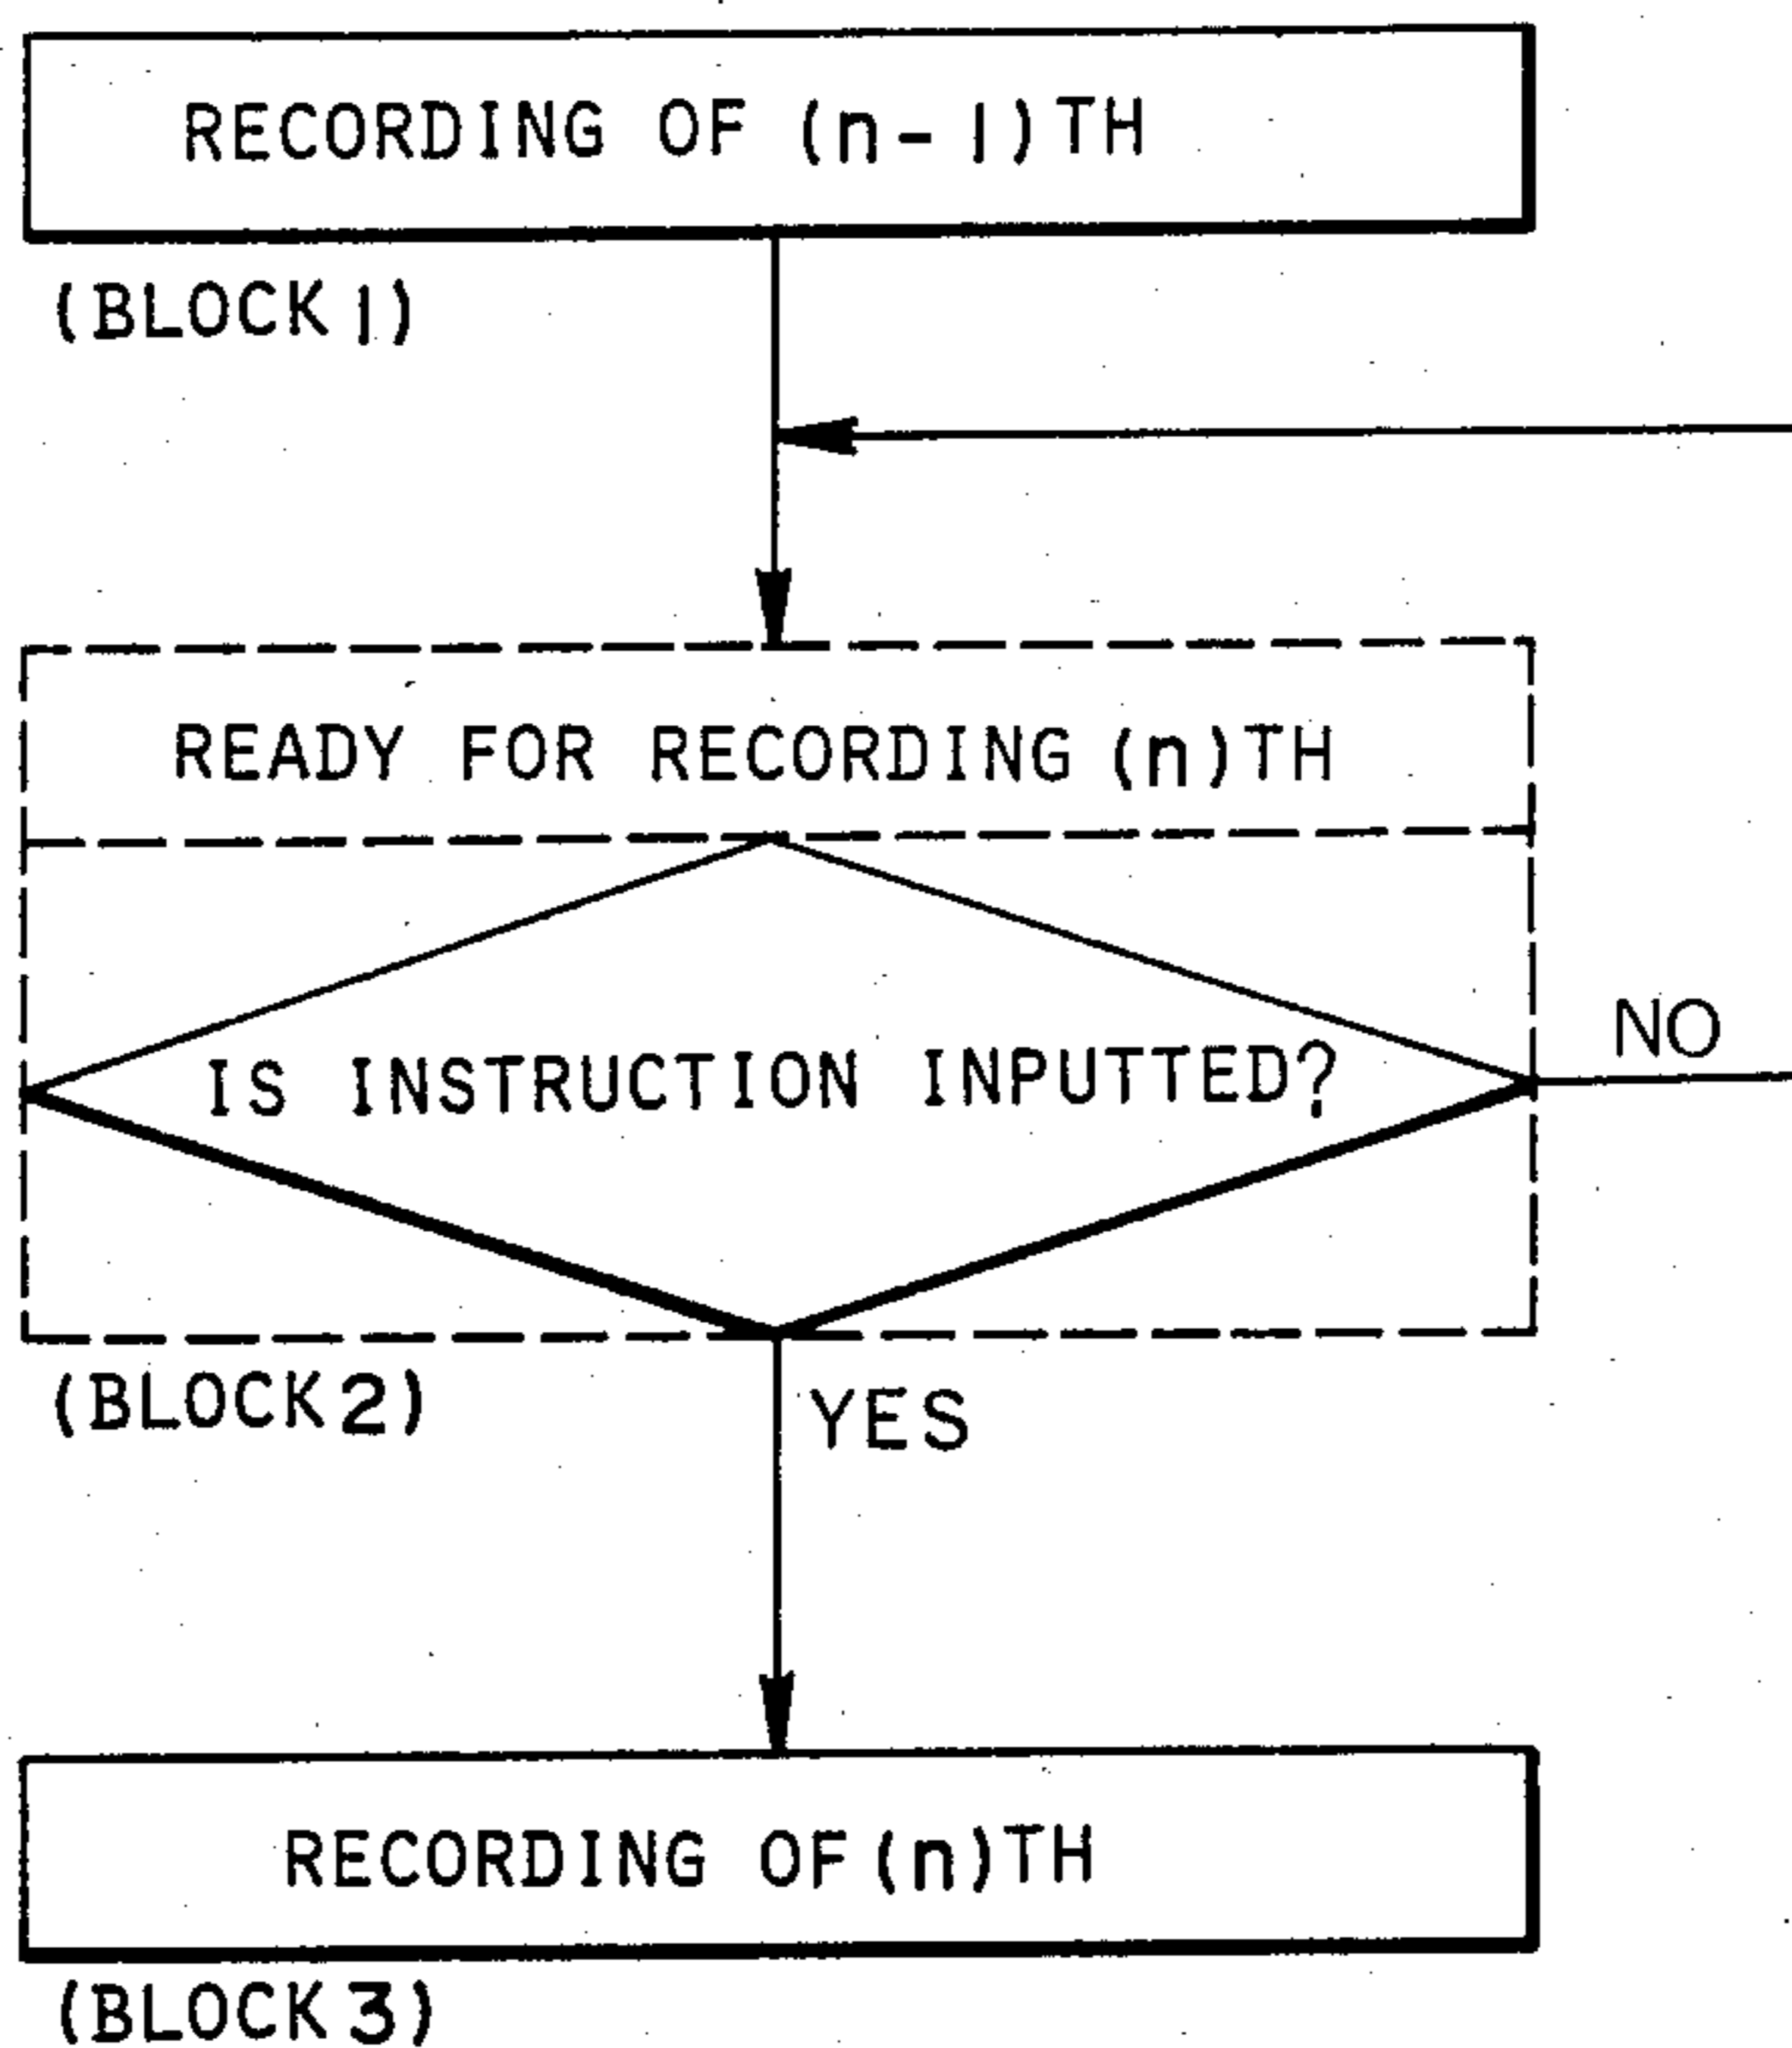 RECORDING OF (n-1)TH
(BLOCK 1)
READY FOR RECORDING (n)TH
IS INSTRUCTION INPUTTED?
NO
(BLOCK 2)
YES
RECORDING OF (n)TH
(BLOCK 3)